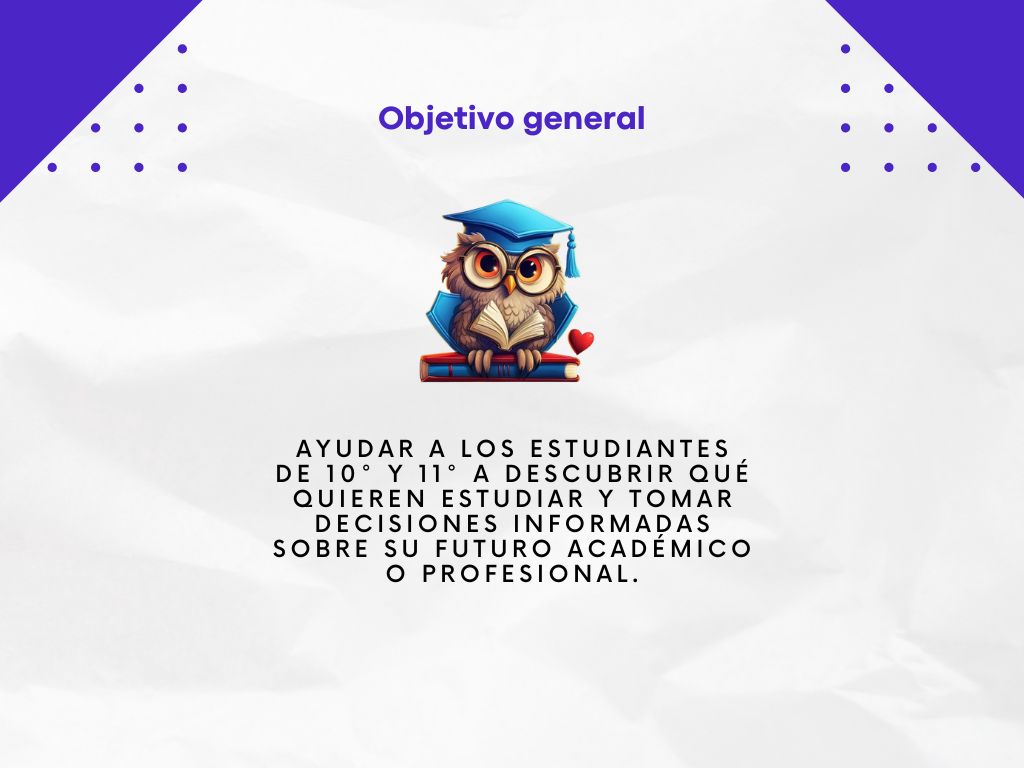 Objetivo general
AYUDAR A LOS ESTUDIANTES
DE 10° Y 11° A DESCUBRIR QUÉ
QUIEREN ESTUDIAR Y TOMAR
DECISIONES INFORMADAS
SOBRE SU FUTURO ACADÉMICO
O PROFESIONAL.